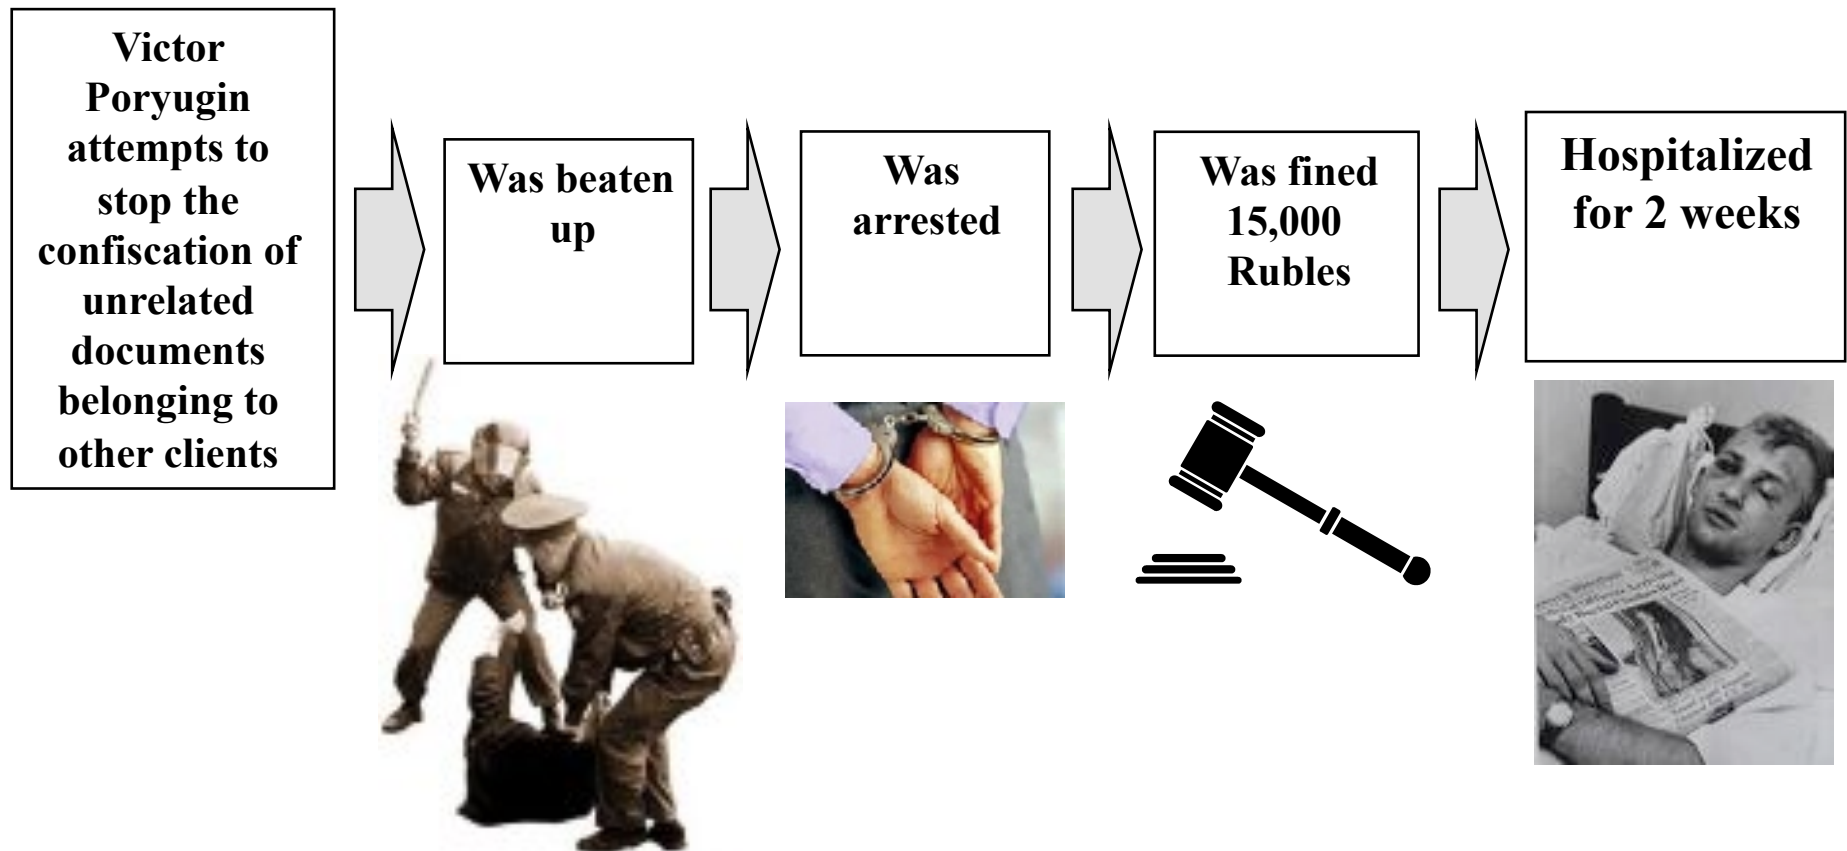 Victor
Poryugin
attempts to
stop the
confiscation of
unrelated
documents
belonging to
other clients
Was beaten
up
Was
arrested
Was fined
15,000
Rubles
Hospitalized
for 2 weeks